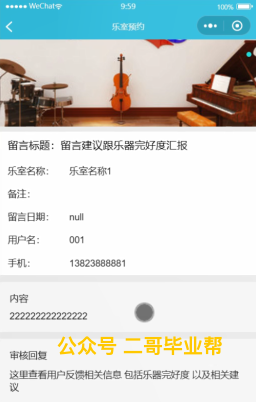 WeChat
9:59
100%
乐室预约
留言标题：留言建议跟乐器完好度汇报
乐室名称： 乐室名称1
备注：
留言日期： null
用户名： 001
手机： 13823888881
内容
222222222222222
公众号 二哥毕业帮
审核回复
这里查看用户反馈相关信息 包括乐器完好度 以及相关建
议